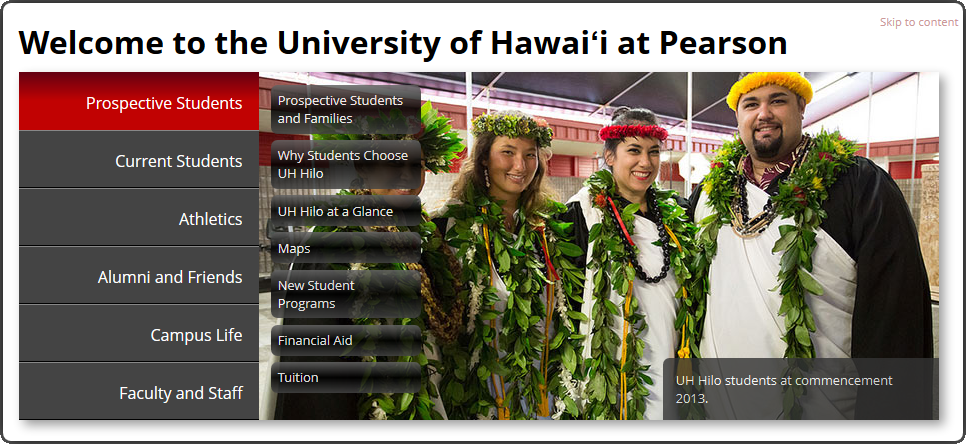 Skip to content
Welcome to the University of Hawaiʻi at Pearson
Prospective Students
Current Students
Athletics
Alumni and Friends
Campus Life
Faculty and Staff
Prospective Students
and Families
Why Students Choose
UH Hilo
UH Hilo at a Glance
Maps
New Student
Programs
Financial Aid
Tuition
UH Hilo students at commencement
2013.